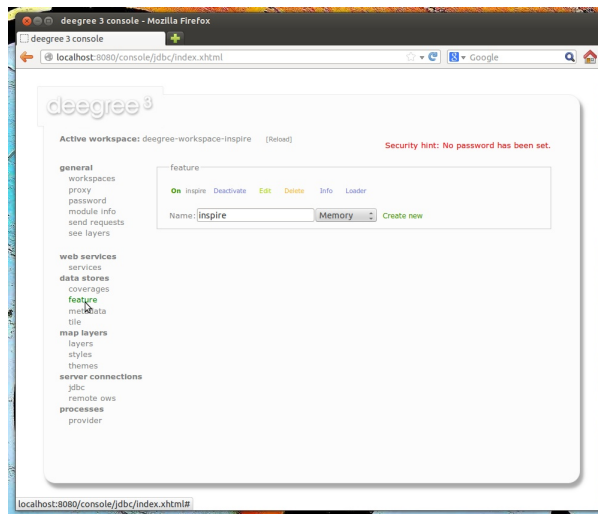 deegree 3 console - Mozilla Firefox
deegree 3 console
localhost:8080/console/jdbc/index.xhtml
Google
deegree 3
Active workspace: deegree-workspace-inspire [Reload]
Security hint: No password has been set.
general
workspaces
proxy
password
module info
send requests
see layers
web services
services
data stores
coverages
feature
metadata
tile
map layers
layers
styles
themes
server connections
jdbc
remote ows
processes
provider
feature
On inspire Deactivate Edit Delete Info Loader
Name: inspire Memory Create new
localhost:8080/console/jdbc/index.xhtml#